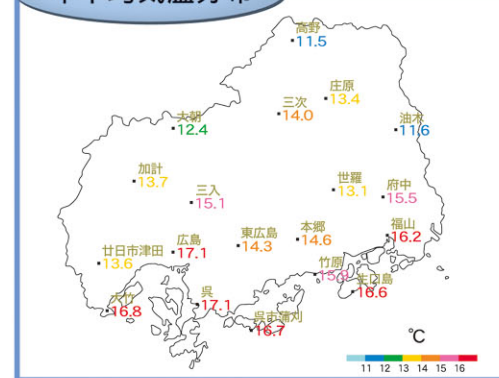 高野
11.5
庄原
13.4
三次
14.0
大朝
12.4
油木
11.6
加計
13.7
三入
15.1
世羅
13.1
府中
15.5
福山
16.2
本郷
14.6
東広島
14.3
広島
17.1
廿日市津田
13.6
竹原
生口島
16.6
大竹
16.8
呉
17.1
呉市蒲刈
16.7
℃
11 12 13 14 15 16